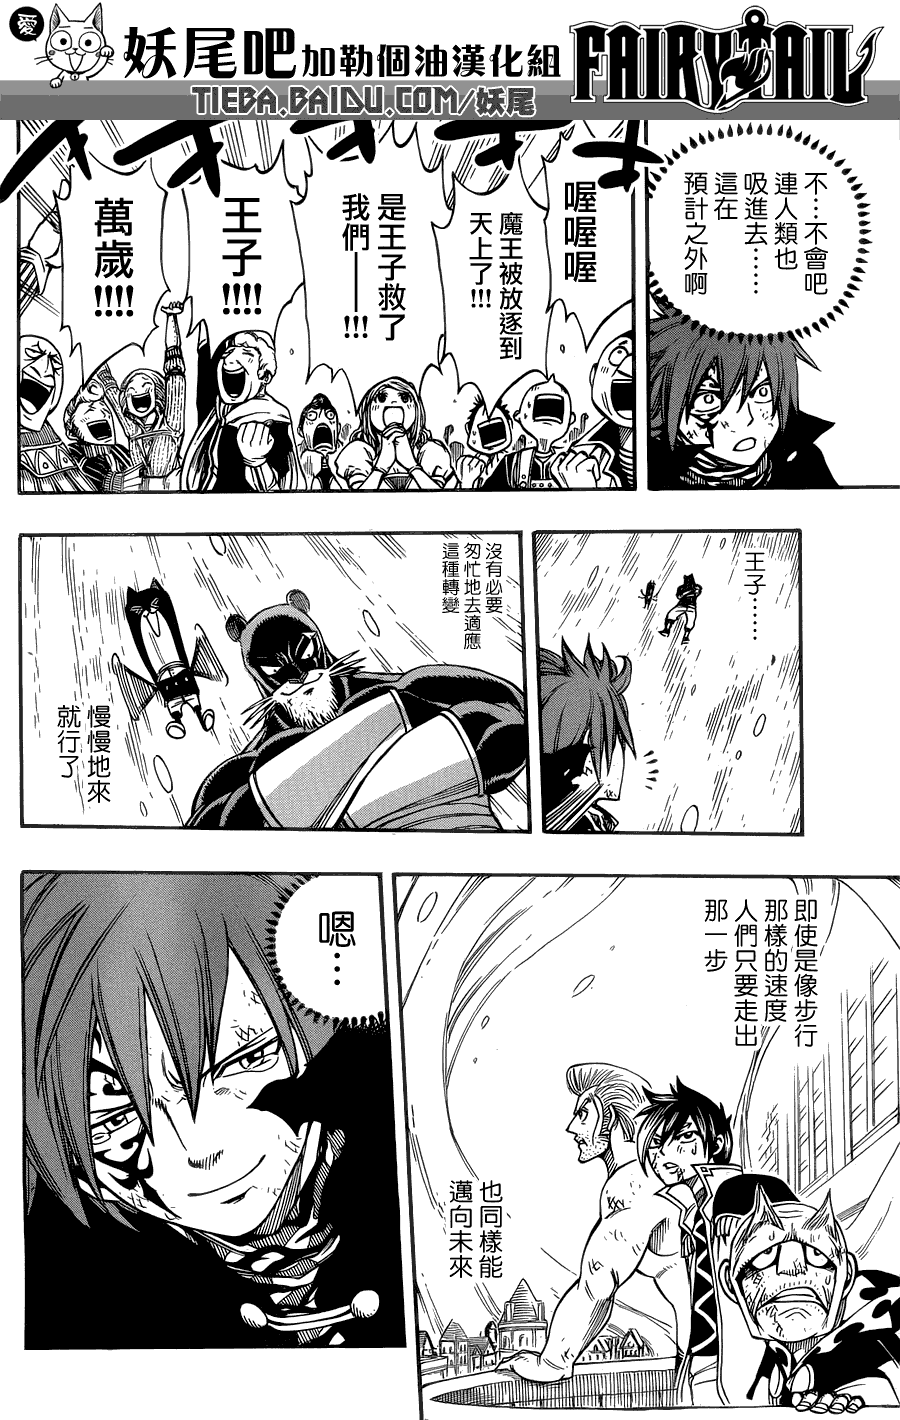 愛
妖尾吧 加勒個油漢化組
TIEBA.BAIDU.COM/妖尾
FAIRY TAIL
不…不會吧
連人類也
吸進去……
這在
預計之外啊
喔喔喔
魔王被放逐到
天上了!!!
是王子救了
我們——!!!
王子!!!!
萬歲!!!!
王子……
沒有必要
匆忙地去適應
這種轉變
慢慢地來
就行了
即使是像步行
那樣的速度
人們只要走出
那一步
也同樣能
邁向未來
嗯…